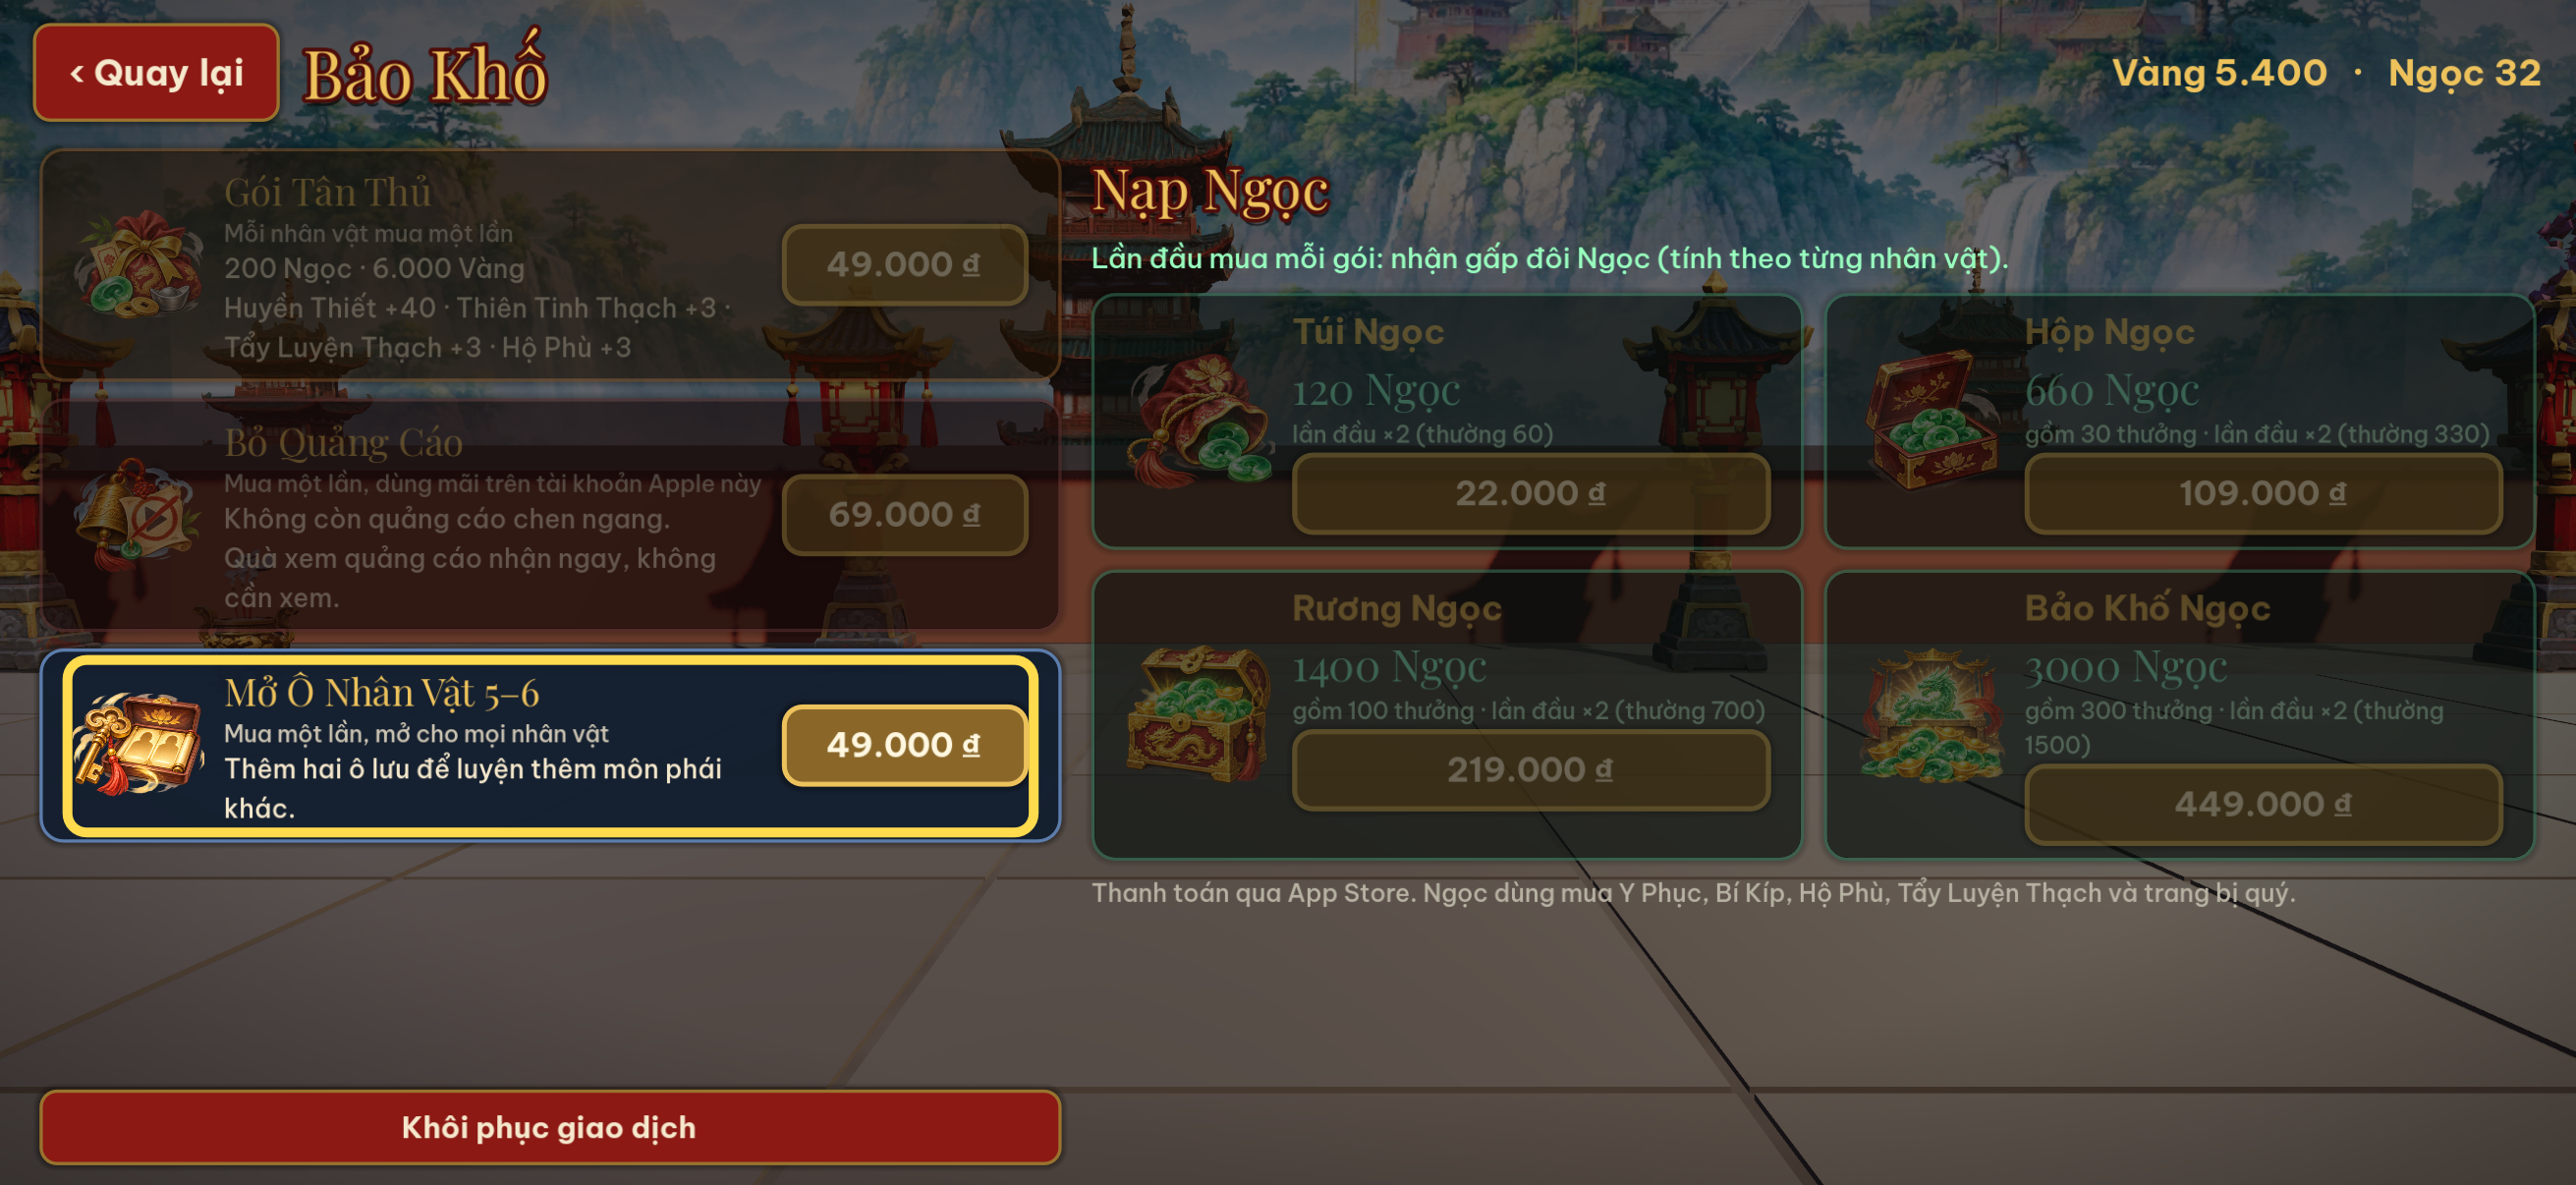 ‹ Quay lại
Bảo Khố
Vàng 5.400 · Ngọc 32
Gói Tân Thủ
Mỗi nhân vật mua một lần
200 Ngọc · 6.000 Vàng
Huyền Thiết +40 · Thiên Tinh Thạch +3 ·
Tẩy Luyện Thạch +3 · Hộ Phù +3
49.000 ₫
Bỏ Quảng Cáo
Mua một lần, dùng mãi trên tài khoản Apple này
Không còn quảng cáo chen ngang.
Quà xem quảng cáo nhận ngay, không
cần xem.
69.000 ₫
Mở Ô Nhân Vật 5–6
Mua một lần, mở cho mọi nhân vật
Thêm hai ô lưu để luyện thêm môn phái
khác.
49.000 ₫
Khôi phục giao dịch
Nạp Ngọc
Lần đầu mua mỗi gói: nhận gấp đôi Ngọc (tính theo từng nhân vật).
Túi Ngọc
120 Ngọc
lần đầu ×2 (thường 60)
22.000 ₫
Hộp Ngọc
660 Ngọc
gồm 30 thưởng · lần đầu ×2 (thường 330)
109.000 ₫
Rương Ngọc
1400 Ngọc
gồm 100 thưởng · lần đầu ×2 (thường 700)
219.000 ₫
Bảo Khố Ngọc
3000 Ngọc
gồm 300 thưởng · lần đầu ×2 (thường
1500)
449.000 ₫
Thanh toán qua App Store. Ngọc dùng mua Y Phục, Bí Kíp, Hộ Phù, Tẩy Luyện Thạch và trang bị quý.